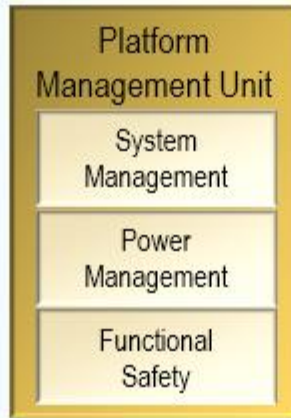 Platform
Management Unit
System
Management
Power
Management
Functional
Safety